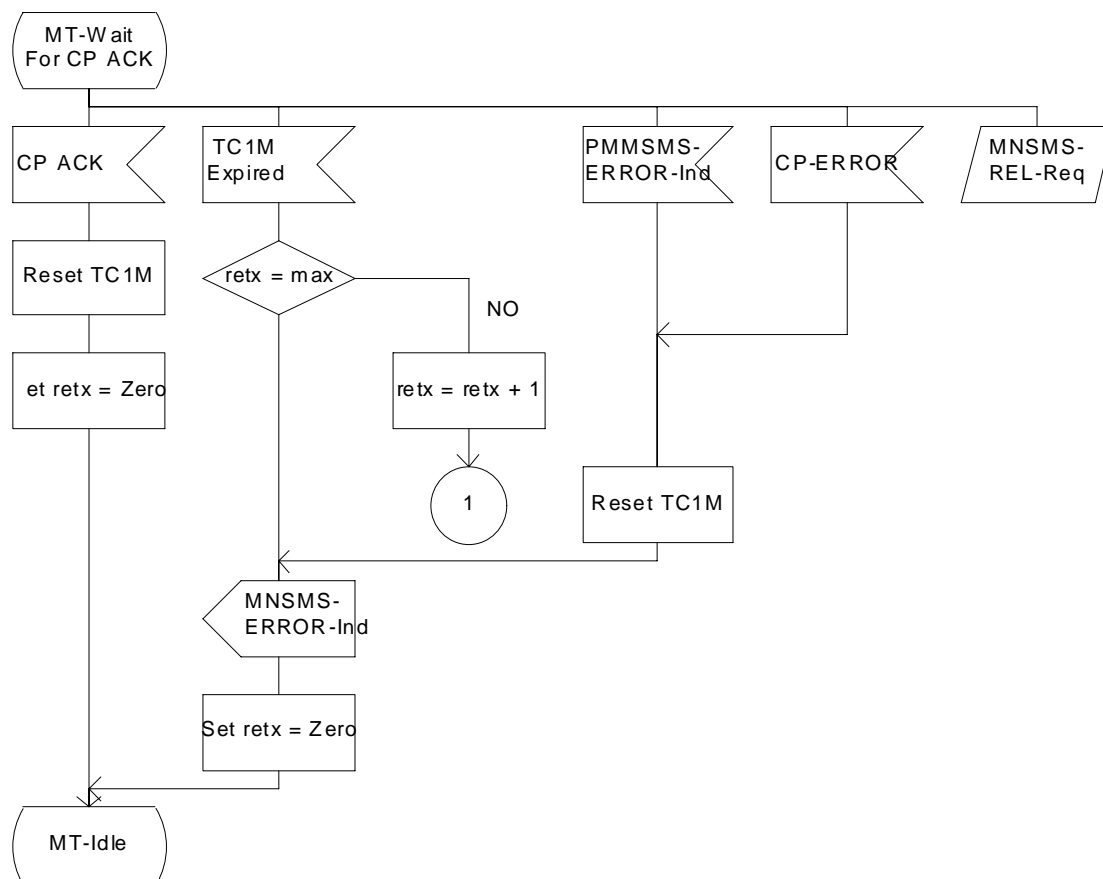 MT-Wait
For CP ACK
CP ACK
TC1M
Expired
PMMSMS-
ERROR-Ind
CP-ERROR
MNSMS-
REL-Req
Reset TC1M
retx = max
NO
et retx = Zero
retx = retx + 1
1
Reset TC1M
MNSMS-
ERROR-Ind
Set retx = Zero
MT-Idle